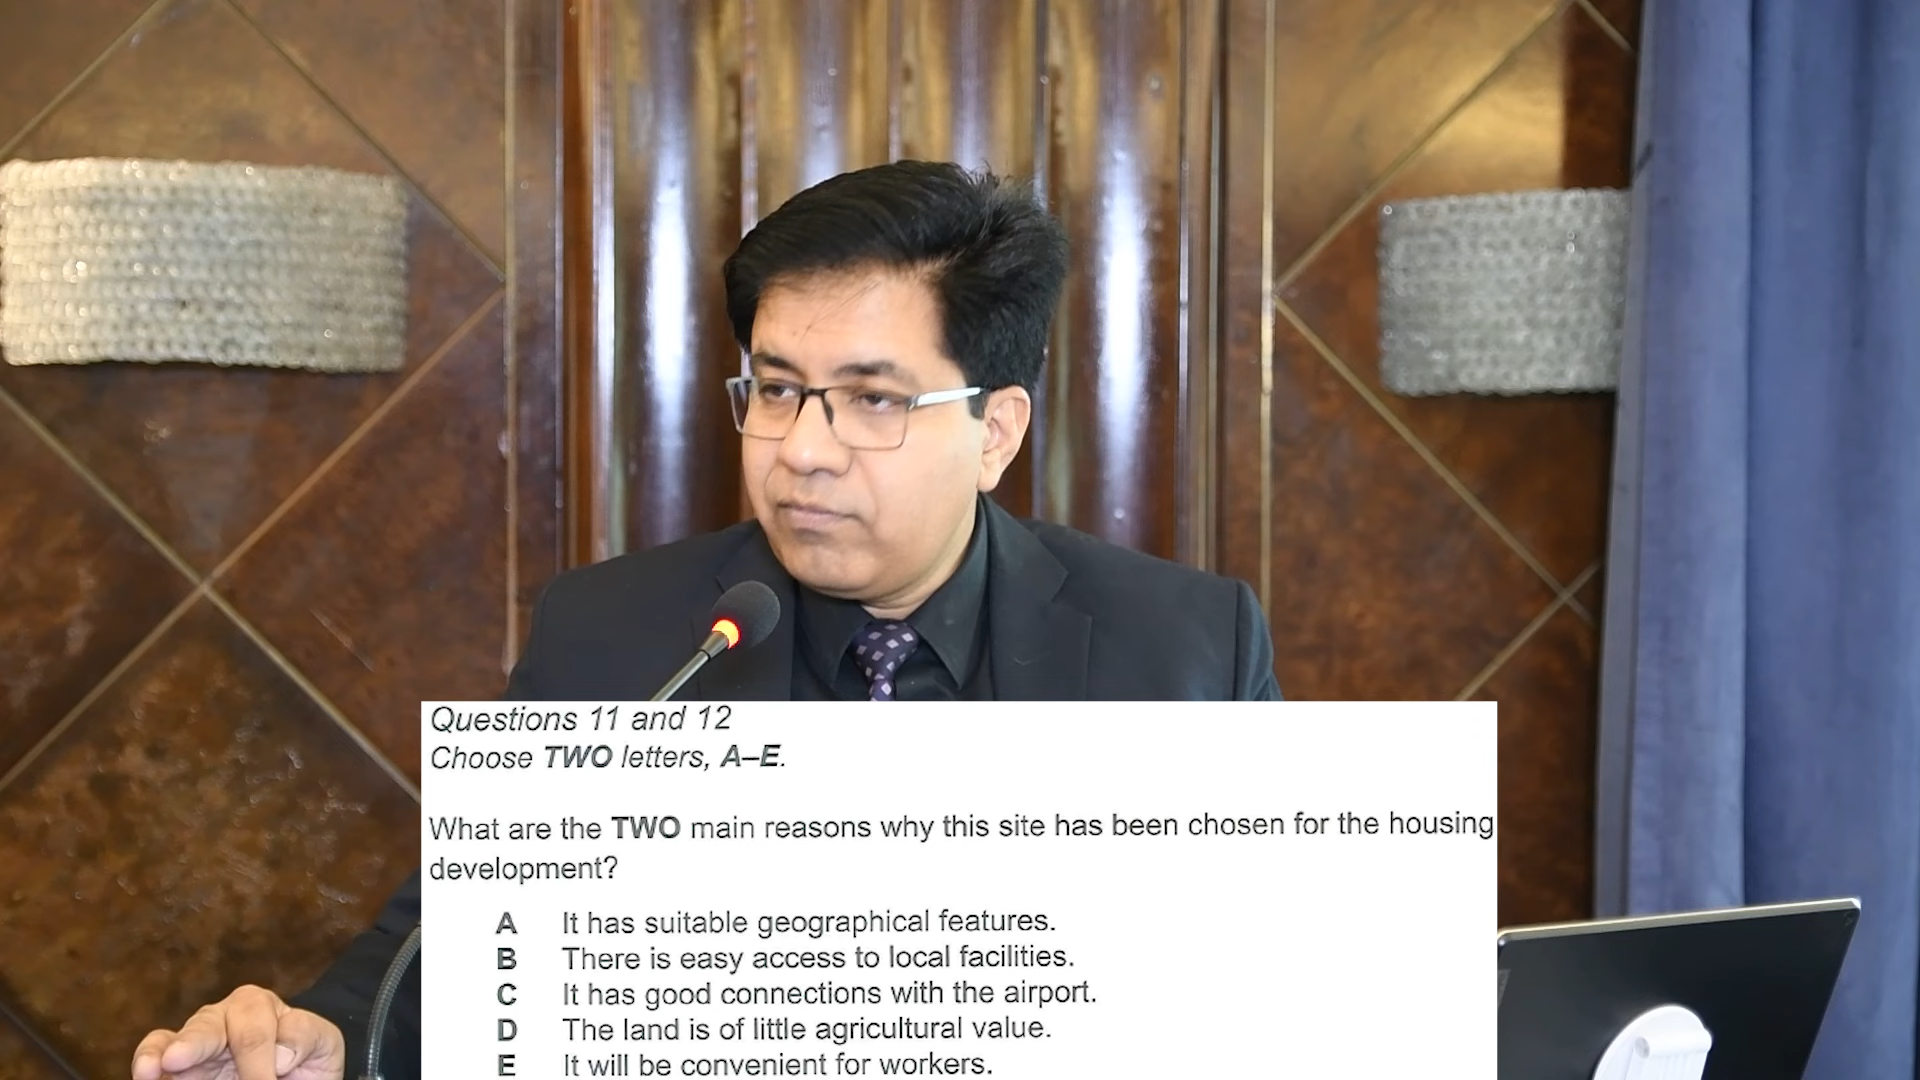 Questions 11 and 12
Choose TWO letters, A–E.
What are the TWO main reasons why this site has been chosen for the housing
development?
A It has suitable geographical features.
B There is easy access to local facilities.
C It has good connections with the airport.
D The land is of little agricultural value.
E It will be convenient for workers.